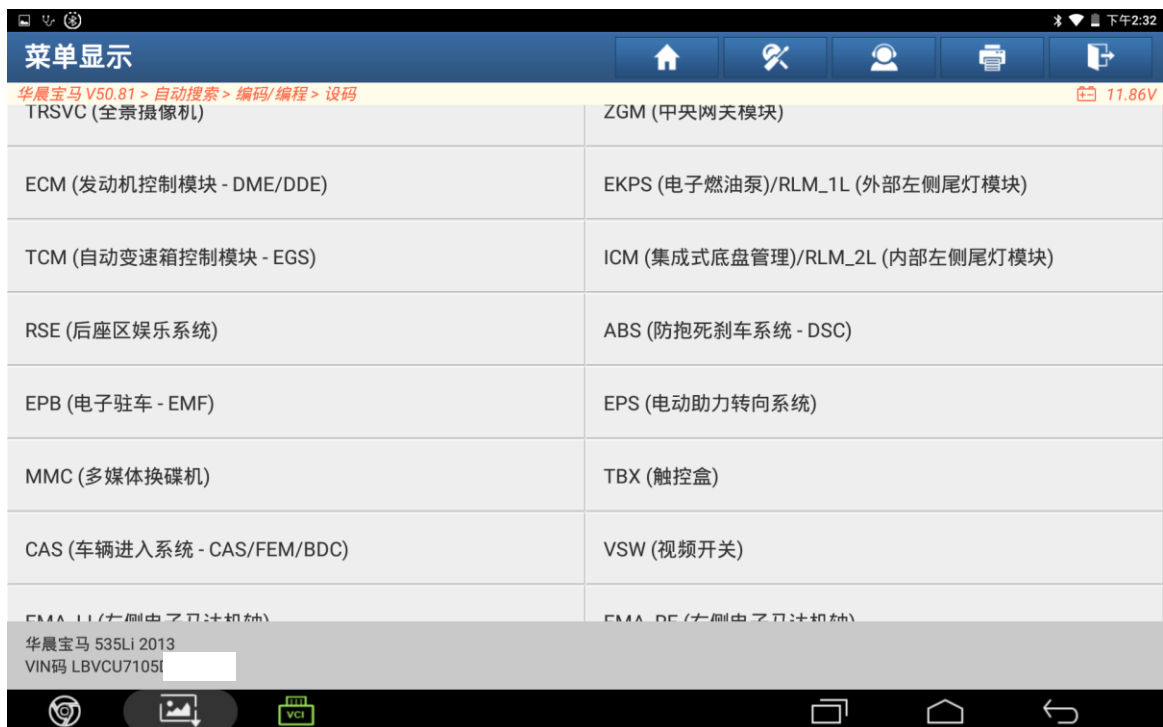 下午2:32
菜单显示
华晨宝马 V50.81 > 自动搜索 > 编码/编程 > 设码
11.86V
TRSVC (全景摄像机)
ZGM (中央网关模块)
ECM (发动机控制模块 - DME/DDE)
EKPS (电子燃油泵)/RLM_1L (外部左侧尾灯模块)
TCM (自动变速箱控制模块 - EGS)
ICM (集成式底盘管理)/RLM_2L (内部左侧尾灯模块)
RSE (后座区娱乐系统)
ABS (防抱死刹车系统 - DSC)
EPB (电子驻车 - EMF)
EPS (电动助力转向系统)
MMC (多媒体换碟机)
TBX (触控盒)
CAS (车辆进入系统 - CAS/FEM/BDC)
VSW (视频开关)
华晨宝马 535Li 2013
VIN码 LBVCU7105
VCI